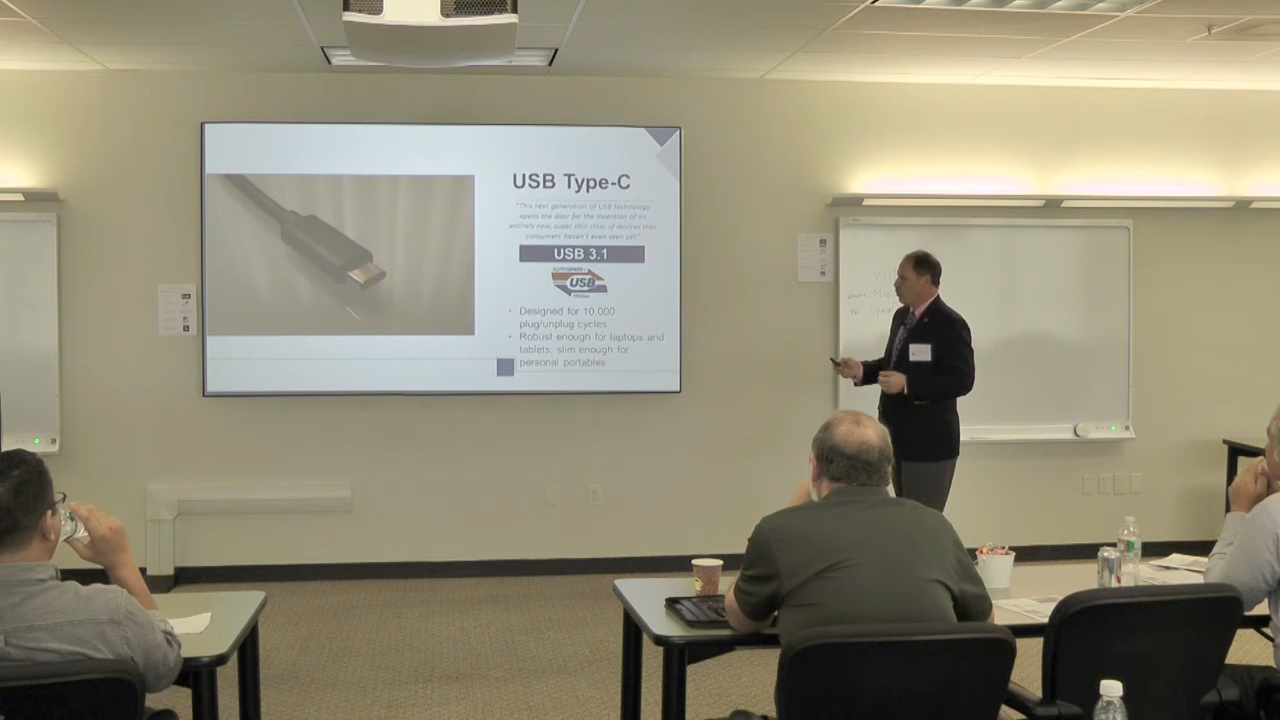 USB Type-C
"This next generation of USB technology
opens the door for the invention of an
entirely new, super thin class of devices that
consumers haven't even seen yet"
USB 3.1
SUPERSPEED+
USB
• Designed for 10,000
plug/unplug cycles
• Robust enough for laptops and
tablets, slim enough for
personal portables